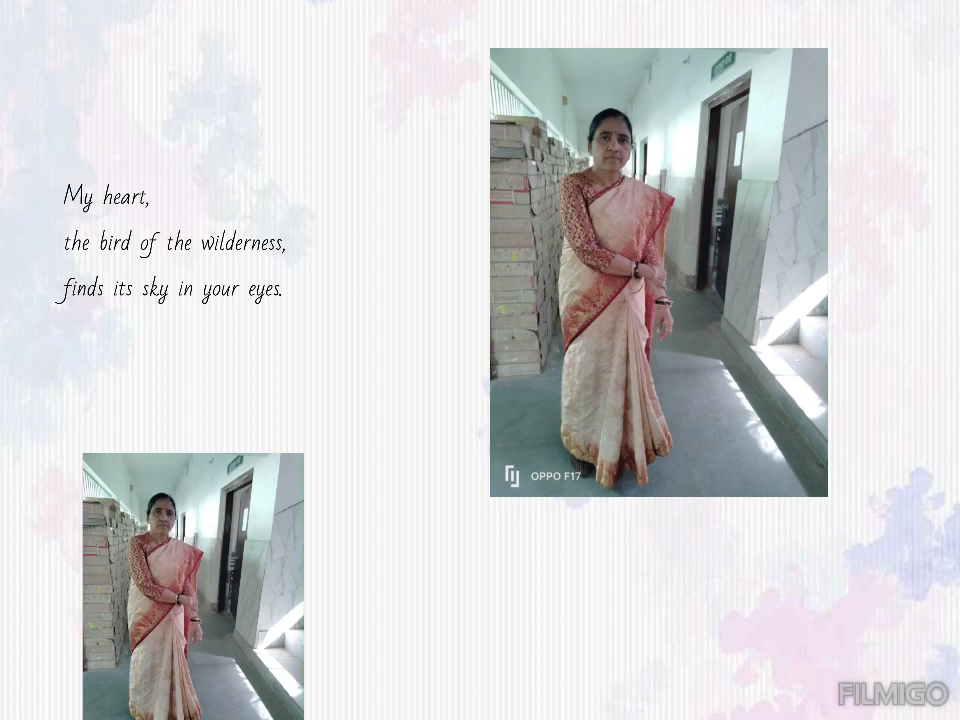 My heart,
the bird of the wilderness,
finds its sky in your eyes.
OPPO F17
FILMIGO